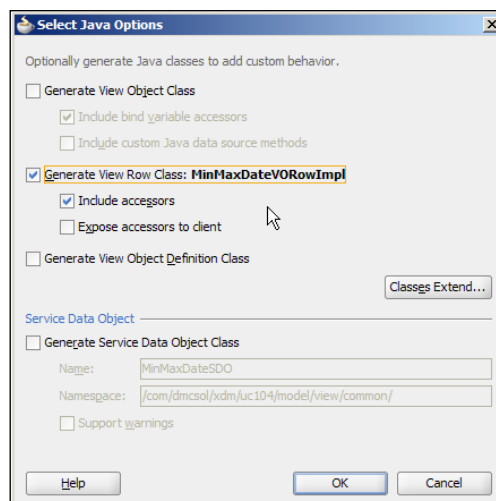 Select Java Options
Optionally generate Java classes to add custom behavior.
Generate View Object Class
Include bind variable accessors
Include custom Java data source methods
Generate View Row Class: MinMaxDateVORowImpl
Include accessors
Expose accessors to client
Generate View Object Definition Class
Classes Extend...
Service Data Object
Generate Service Data Object Class
Name: MinMaxDateSDO
Namespace: /com/dmcsol/xdm/uc104/model/view/common/
Support warnings
Help OK Cancel